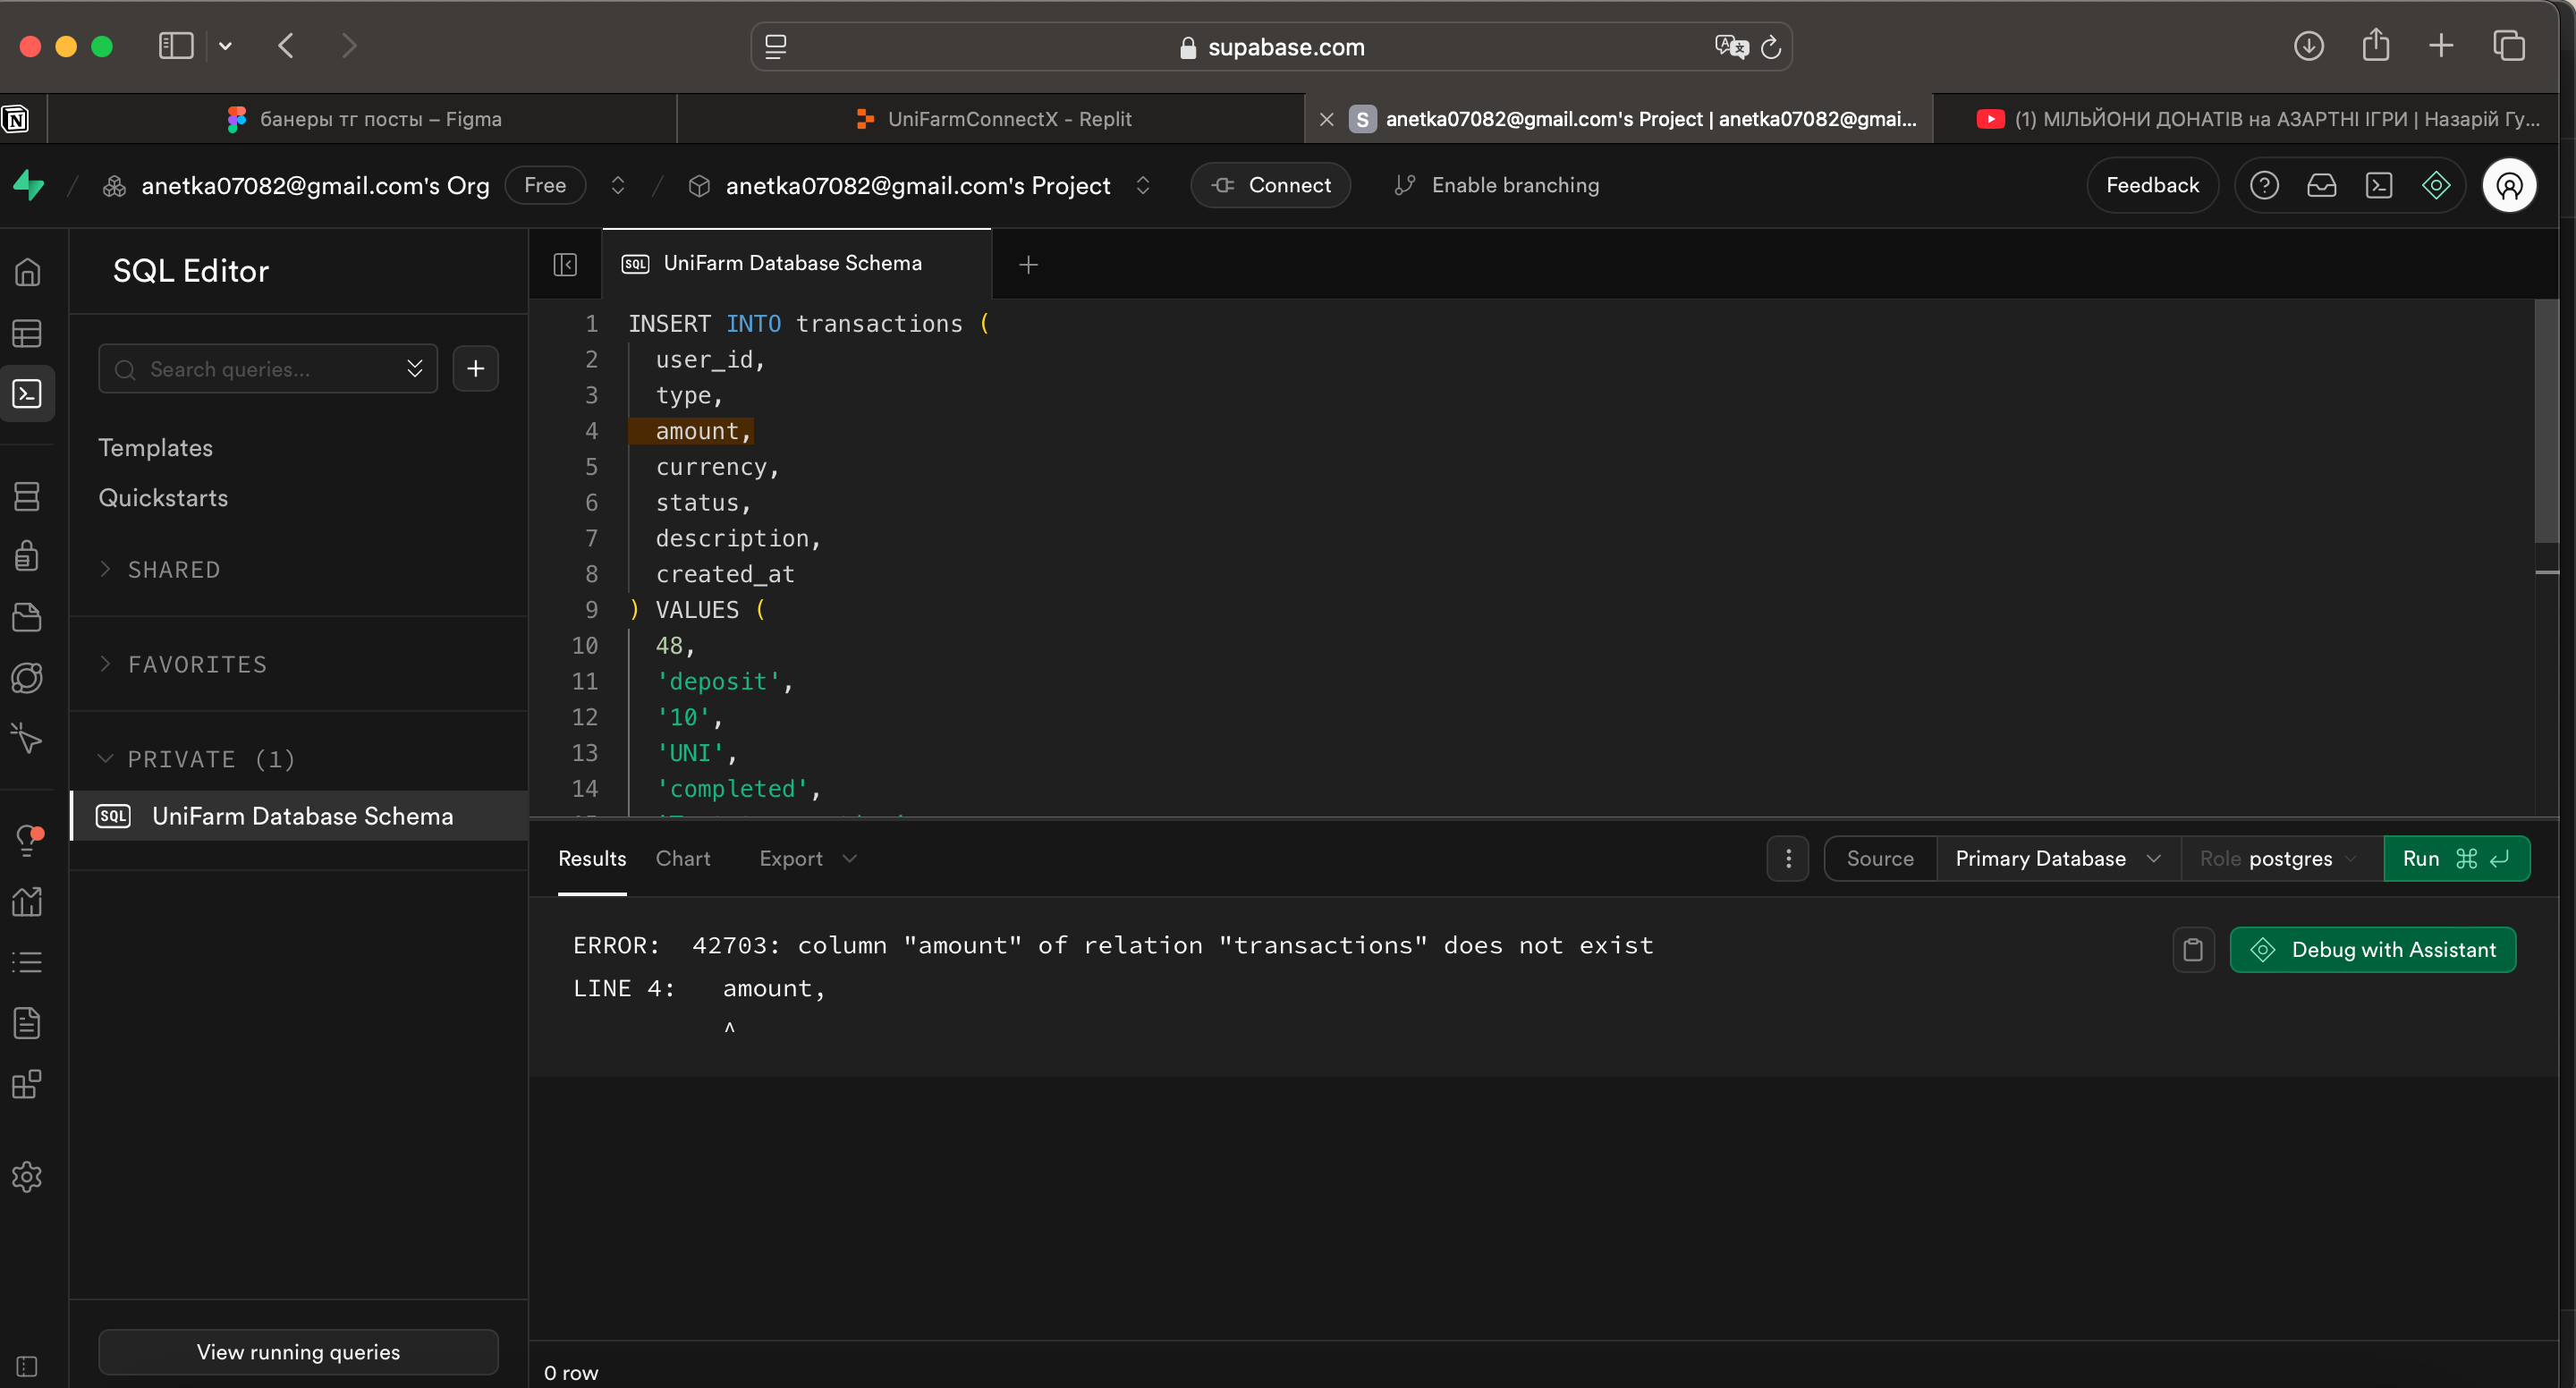 supabase.com
банеры тг посты – Figma
UniFarmConnectX - Replit
S anetka07082@gmail.com's Project | anetka07082@gmai...
(1) МІЛЬЙОНИ ДОНАТІВ на АЗАРТНІ ІГРИ | Назарій Гу...
anetka07082@gmail.com's Org
Free
anetka07082@gmail.com's Project
Connect
Enable branching
Feedback
SQL Editor
Search queries...
Templates
Quickstarts
SHARED
FAVORITES
PRIVATE (1)
SQL UniFarm Database Schema
View running queries
SQL UniFarm Database Schema
1 INSERT INTO transactions (
2 user_id,
3 type,
4 amount,
5 currency,
6 status,
7 description,
8 created_at
9 ) VALUES (
10 48,
11 'deposit',
12 '10',
13 'UNI',
14 'completed',
Results
Chart
Export
Source
Primary Database
Role postgres
Run ⌘
ERROR: 42703: column "amount" of relation "transactions" does not exist
LINE 4: amount,
^
Debug with Assistant
0 row